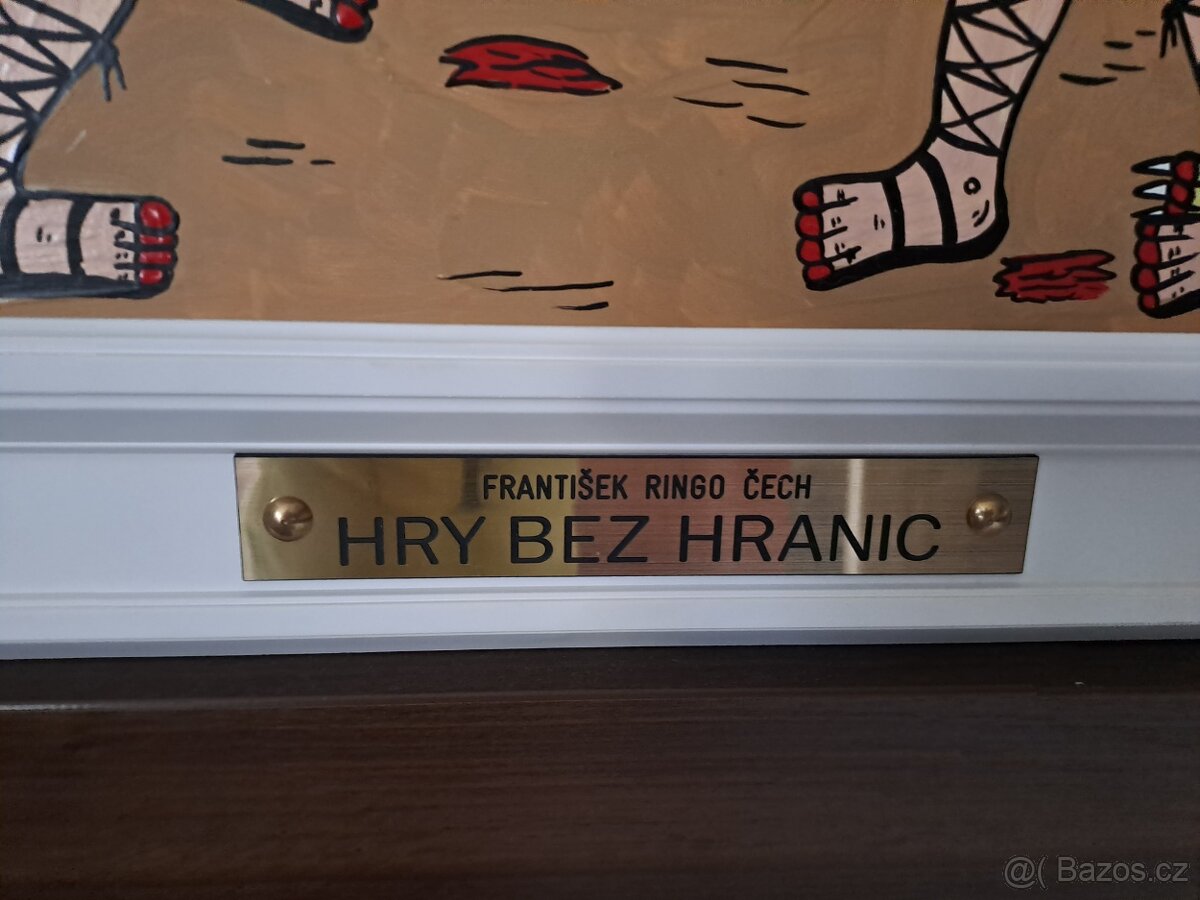 FRANTIŠEK RINGO ČECH
HRY BEZ HRANIC
@( Bazos.cz